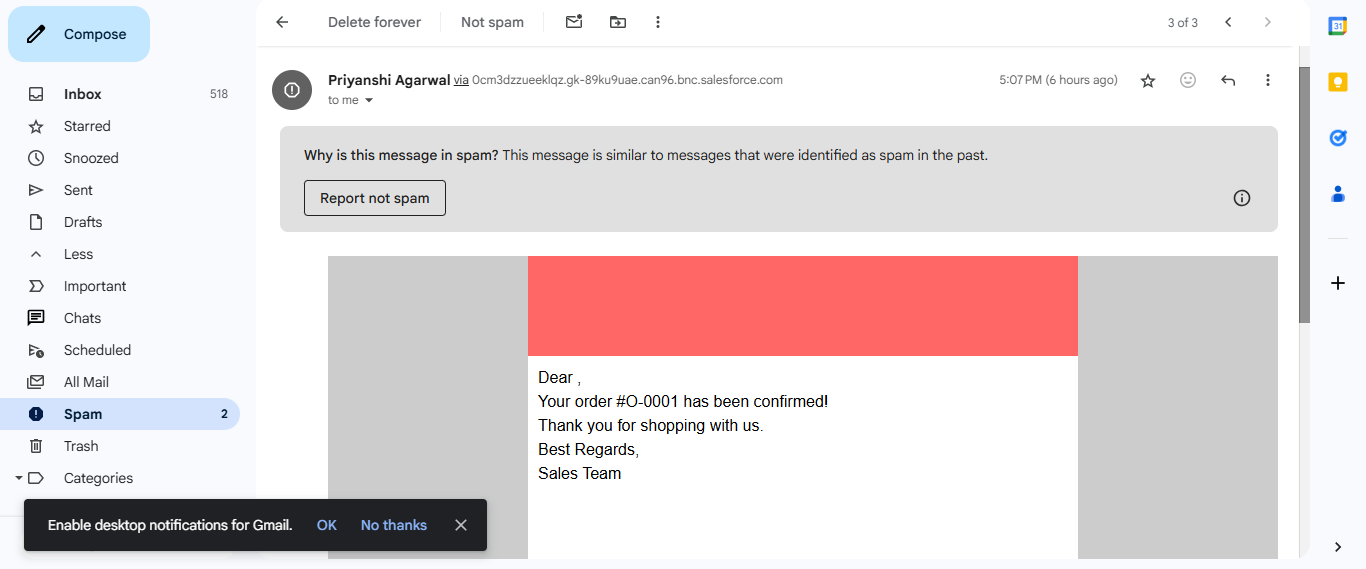 Compose
Delete forever
Not spam
3 of 3
31
Inbox 518
Starred
Snoozed
Sent
Drafts
Less
Important
Chats
Scheduled
All Mail
Spam 2
Trash
Categories
Priyanshi Agarwal via 0cm3dzzueeklqz.gk-89ku9uae.can96.bnc.salesforce.com
5:07 PM (6 hours ago)
to me
Why is this message in spam? This message is similar to messages that were identified as spam in the past.
Report not spam
Dear ,
Your order #O-0001 has been confirmed!
Thank you for shopping with us.
Best Regards,
Sales Team
Enable desktop notifications for Gmail. OK No thanks